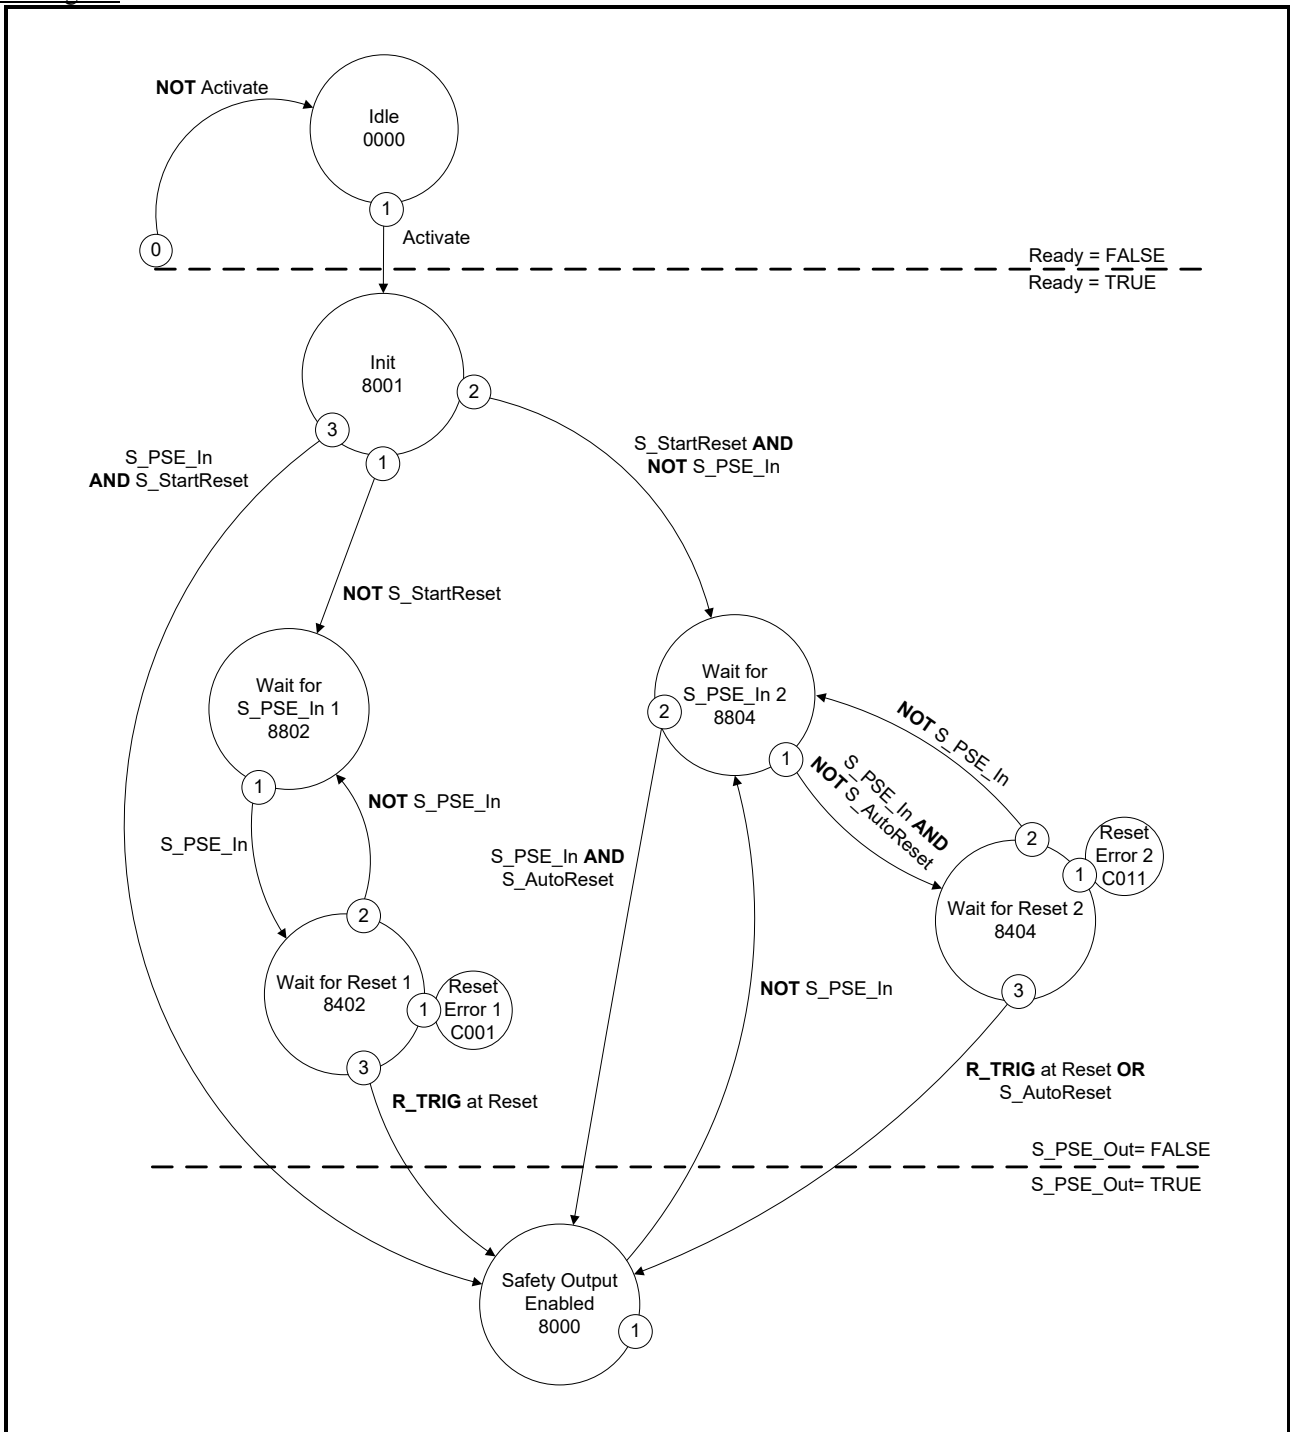 NOT Activate
Idle
0000
1
Activate
0
Ready = FALSE
Ready = TRUE
Init
8001
2
3
1
S_PSE_In
AND S_StartReset
S_StartReset AND
NOT S_PSE_In
NOT S_StartReset
Wait for
S_PSE_In 1
8802
1
S_PSE_In
NOT S_PSE_In
Wait for
S_PSE_In 2
8804
2
1
NOT S_PSE_In
S_PSE_In AND
NOT S_AutoReset
S_PSE_In AND
S_AutoReset
2
Reset
Error 2
C011
1
Wait for Reset 2
8404
3
2
Wait for Reset 1
8402
1
Reset
Error 1
C001
3
R_TRIG at Reset
NOT S_PSE_In
R_TRIG at Reset OR
S_AutoReset
S_PSE_Out= FALSE
S_PSE_Out= TRUE
Safety Output
Enabled
8000
1